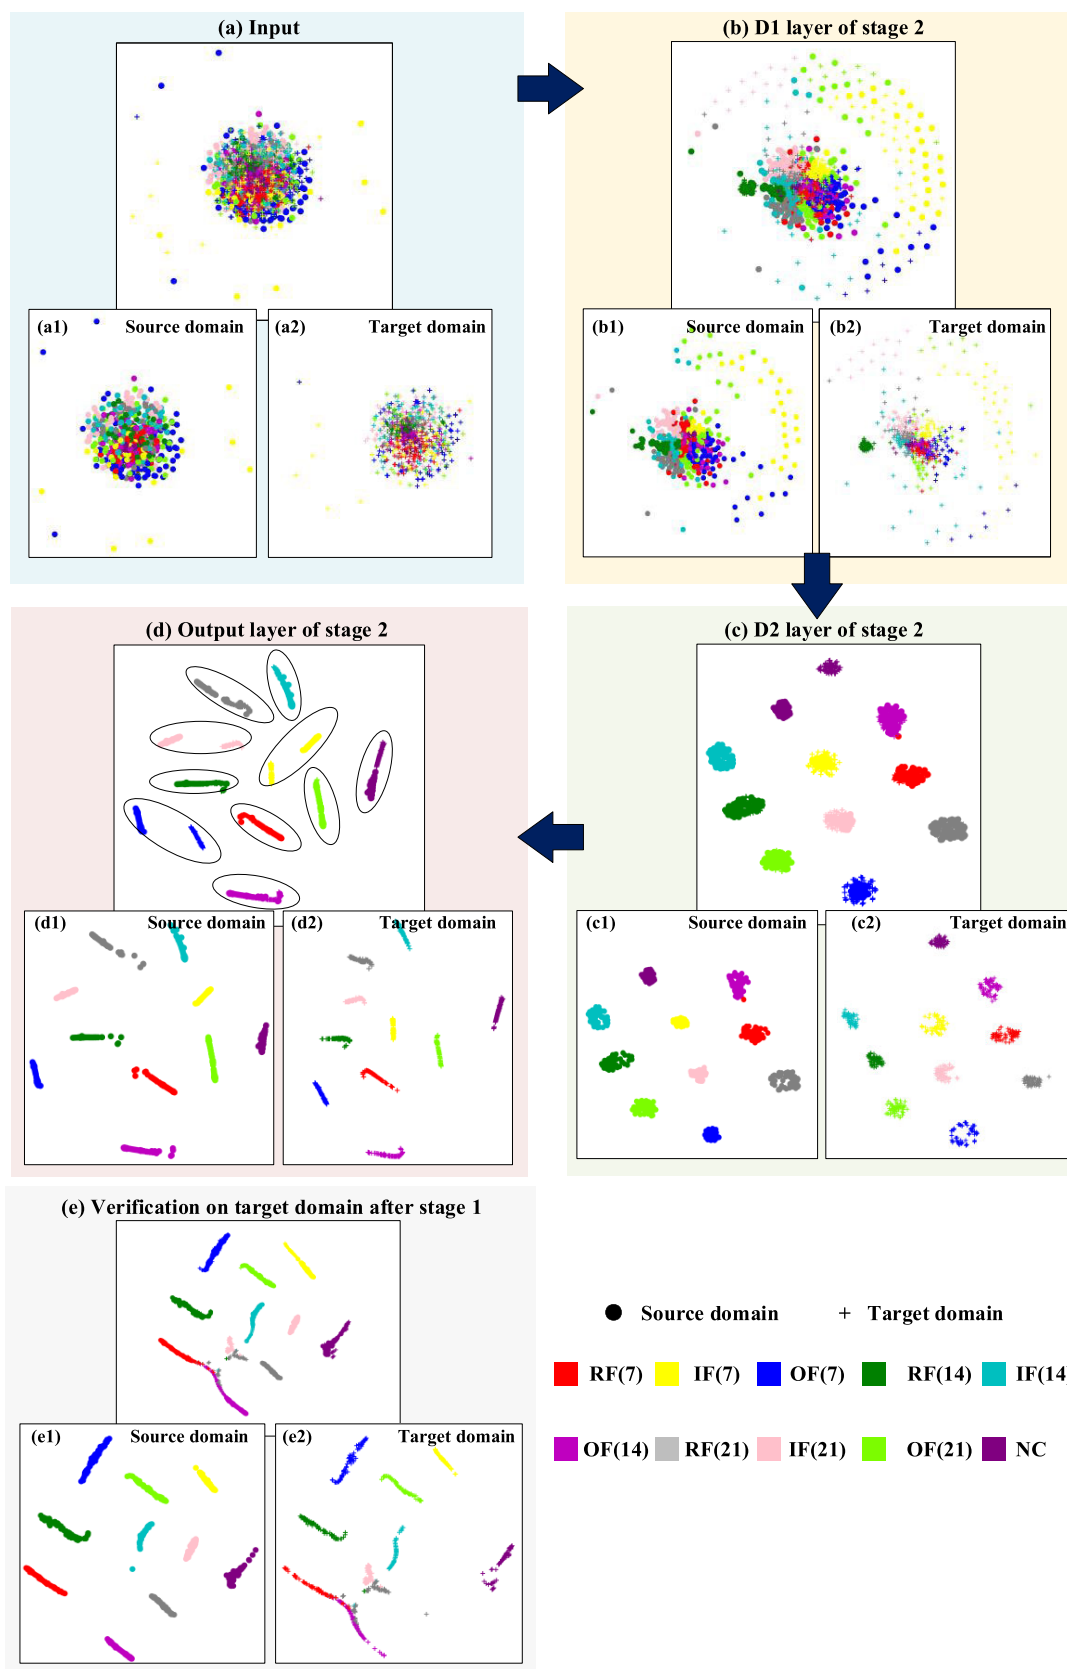 (a) Input
(b) D1 layer of stage 2
(a1) Source domain
(a2) Target domain
(b1) Source domain
(b2) Target domain
(d) Output layer of stage 2
(c) D2 layer of stage 2
(d1) Source domain
(d2) Target domain
(c1) Source domain
(c2) Target domain
(e) Verification on target domain after stage 1
(e1) Source domain
(e2) Target domain
Source domain + Target domain
RF(7) IF(7) OF(7) RF(14) IF(14)
OF(14) RF(21) IF(21) OF(21) NC